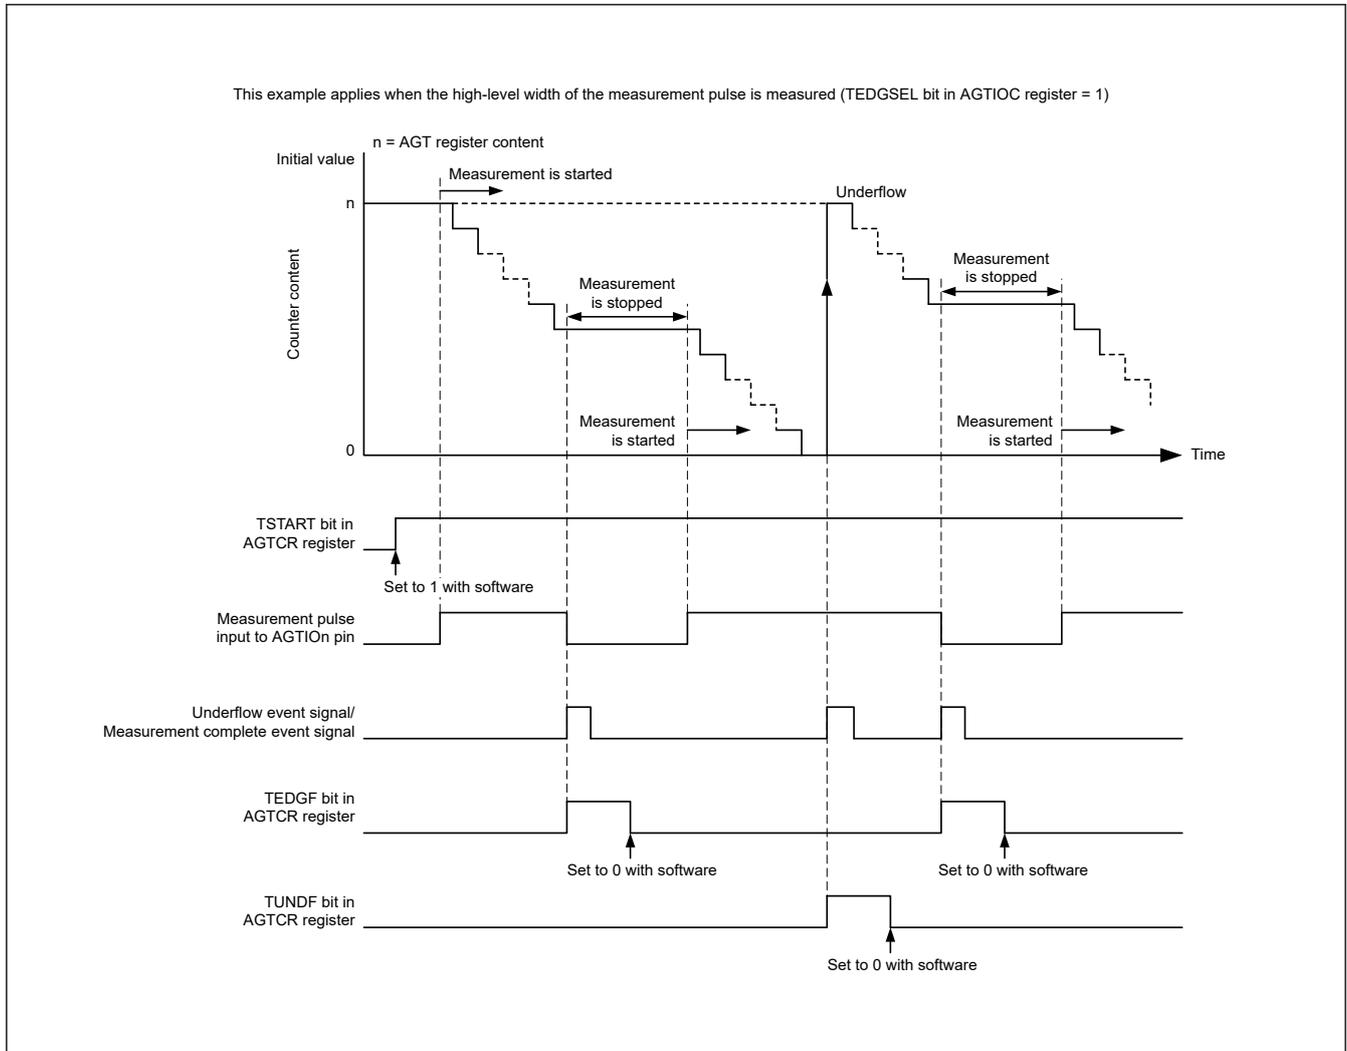 This example applies when the high-level width of the measurement pulse is measured (TEDGSEL bit in AGTIOC register = 1)
n = AGT register content
Initial value
Measurement is started
Underflow
n
Counter content
Measurement
is stopped
Measurement
is stopped
Measurement
is started
Measurement
is started
0
Time
TSTART bit in
AGTCR register
Set to 1 with software
Measurement pulse
input to AGTIOn pin
Underflow event signal/
Measurement complete event signal
TEDGF bit in
AGTCR register
Set to 0 with software
Set to 0 with software
TUNDF bit in
AGTCR register
Set to 0 with software